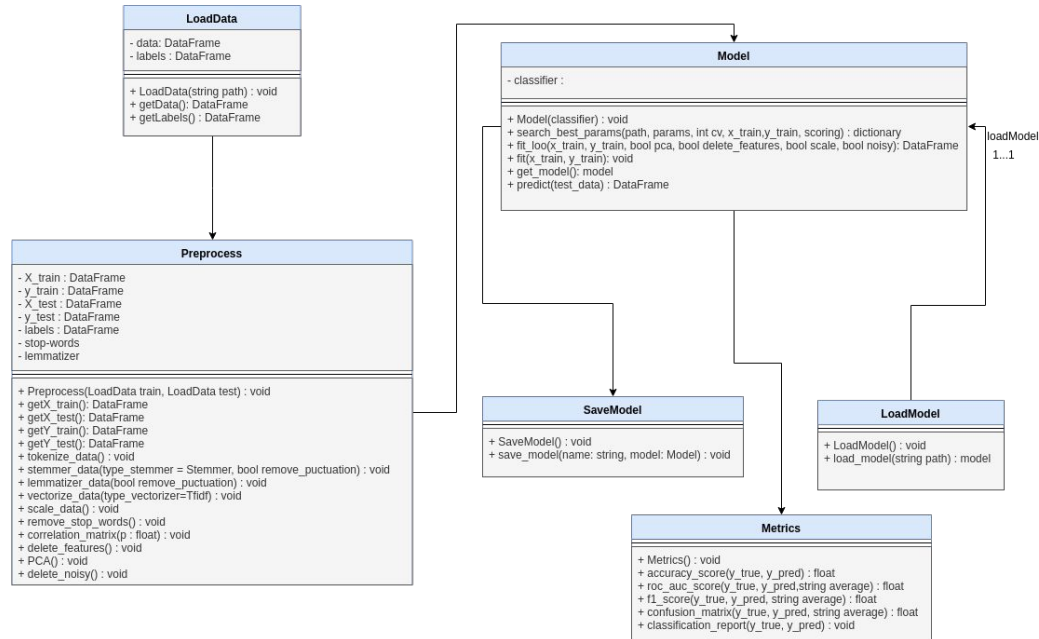 LoadData
- data: DataFrame
- labels : DataFrame
+ LoadData(string path) : void
+ getData(): DataFrame
+ getLabels() : DataFrame
Model
- classifier :
+ Model(classifier) : void
+ search_best_params(path, params, int cv, x_train,y_train, scoring) : dictionary
+ fit_loo(x_train, y_train, bool pca, bool delete_features, bool scale, bool noisy): DataFrame
+ fit(x_train, y_train): void
+ get_model(): model
+ predict(test_data) : DataFrame
loadModel
1...1
Preprocess
- X_train : DataFrame
- y_train : DataFrame
- X_test : DataFrame
- y_test : DataFrame
- labels : DataFrame
- stop-words
- lemmatizer
+ Preprocess(LoadData train, LoadData test) : void
+ getX_train(): DataFrame
+ getX_test(): DataFrame
+ getY_train(): DataFrame
+ getY_test(): DataFrame
+ tokenize_data() : void
+ stemmer_data(type_stemmer = Stemmer, bool remove_puctuation) : void
+ lemmatizer_data(bool remove_puctuation) : void
+ vectorize_data(type_vectorizer=Tfidf) : void
+ scale_data() : void
+ remove_stop_words() : void
+ correlation_matrix(p : float) : void
+ delete_features() : void
+ PCA() : void
+ delete_noisy() : void
SaveModel
+ SaveModel() : void
+ save_model(name: string, model: Model) : void
LoadModel
+ LoadModel() : void
+ load_model(string path) : model
Metrics
+ Metrics() : void
+ accuracy_score(y_true, y_pred) : float
+ roc_auc_score(y_true, y_pred,string average) : float
+ f1_score(y_true, y_pred, string average) : float
+ confusion_matrix(y_true, y_pred, string average) : float
+ classification_report(y_true, y_pred) : void